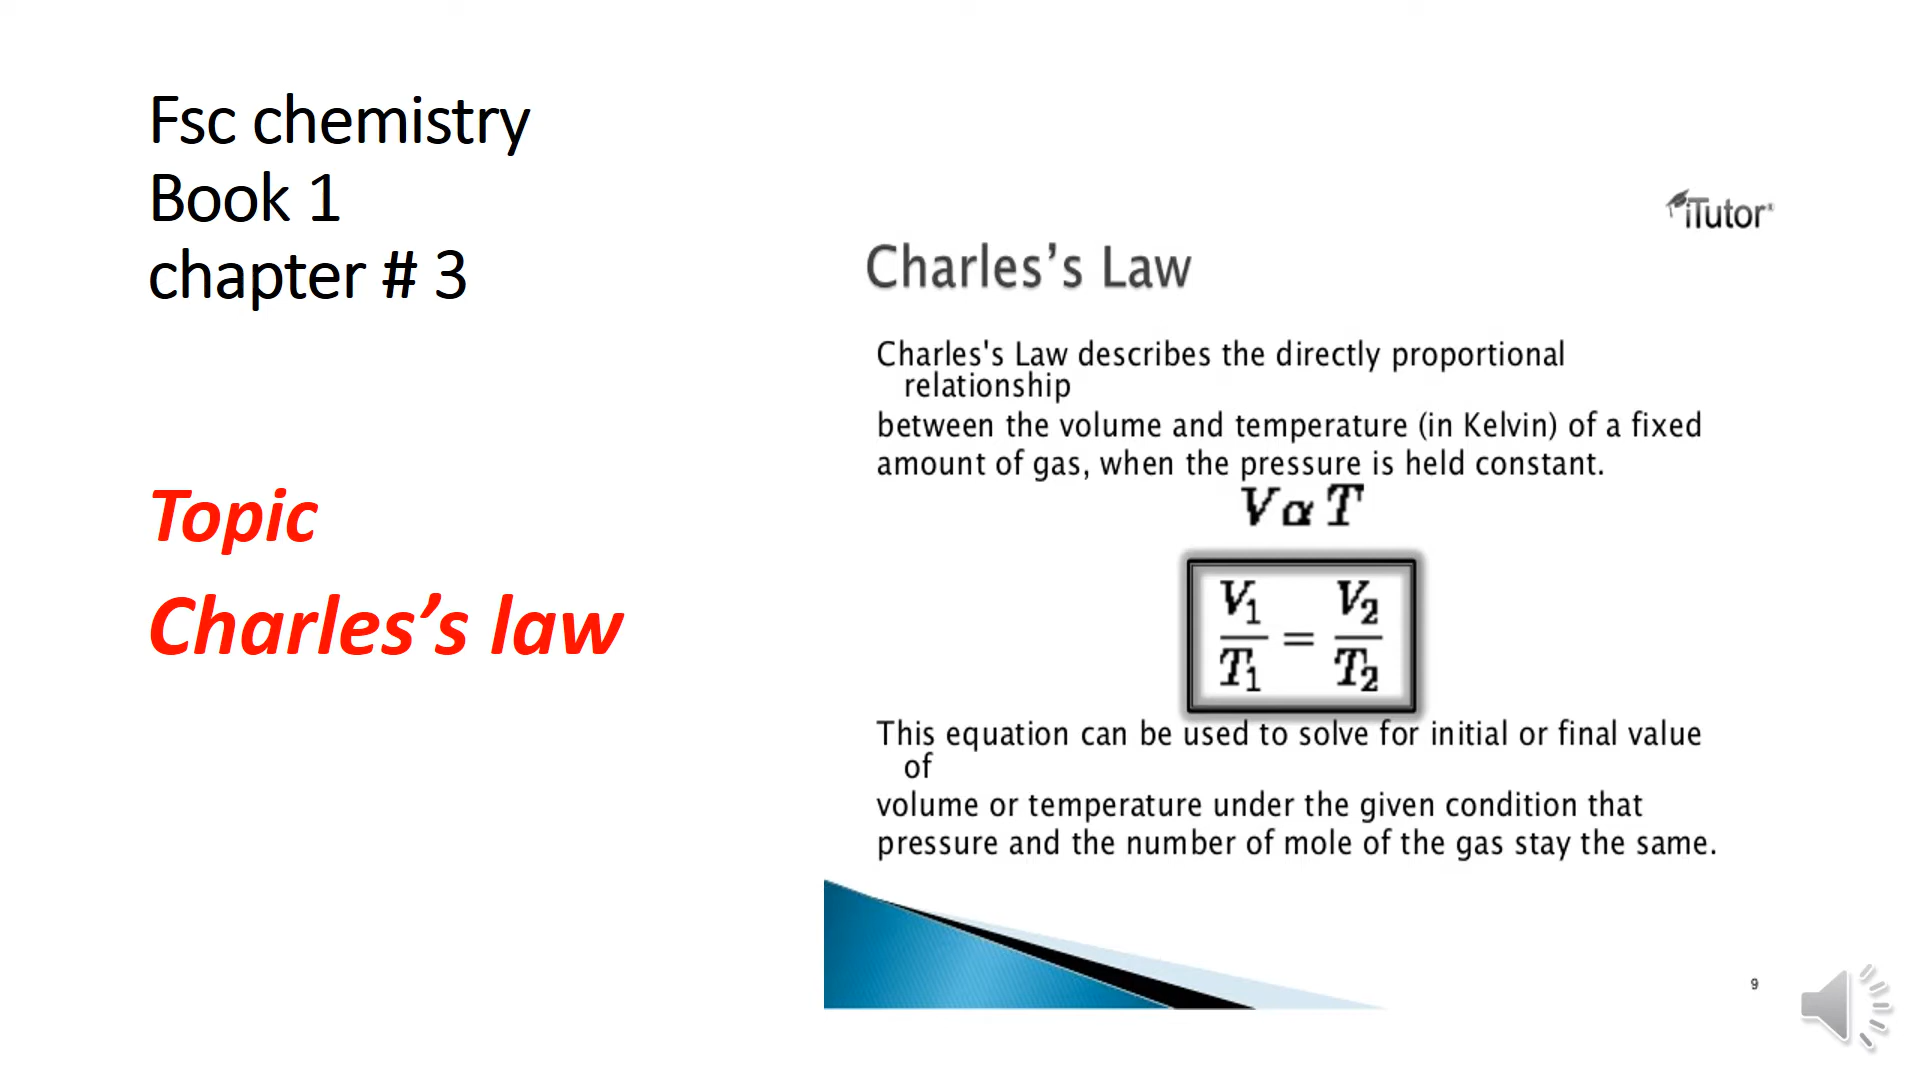 Fsc chemistry
Book 1
chapter # 3
Topic
Charles’s law
iTutor®
Charles’s Law
Charles's Law describes the directly proportional
relationship
between the volume and temperature (in Kelvin) of a fixed
amount of gas, when the pressure is held constant.
V α T
V₁/T₁ = V₂/T₂
This equation can be used to solve for initial or final value
of
volume or temperature under the given condition that
pressure and the number of mole of the gas stay the same.
9